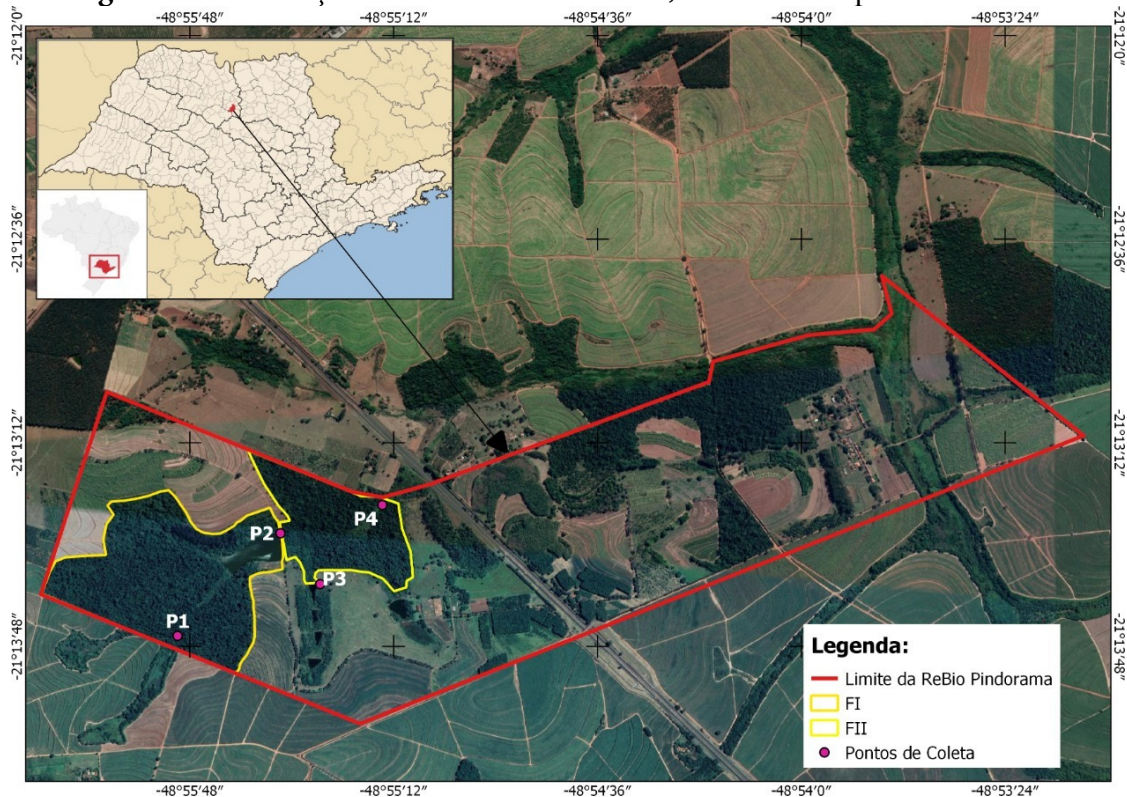 -48°55'48" -48°55'12" -48°54'36" -48°54'0" -48°53'24"
-21°12'0" -21°12'0"
-21°12'36" -21°12'36"
-21°13'12" -21°13'12"
P4
P2
P3
P1
-21°13'48" -21°13'48"
Legenda:
Limite da ReBio Pindorama
FI
FII
Pontos de Coleta
-48°55'48" -48°55'12" -48°54'36" -48°54'0" -48°53'24"